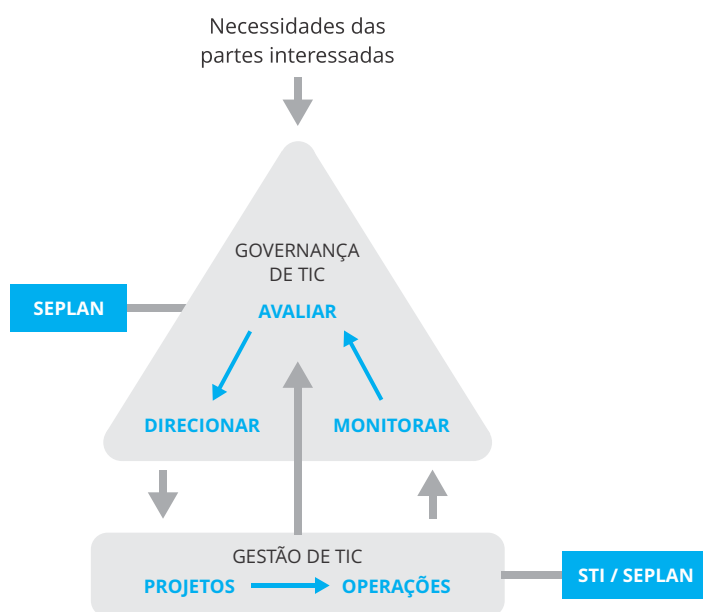 Necessidades das
partes interessadas
GOVERNANÇA
DE TIC
SEPLAN
AVALIAR
DIRECIONAR
MONITORAR
GESTÃO DE TIC
PROJETOS
OPERAÇÕES
STI / SEPLAN